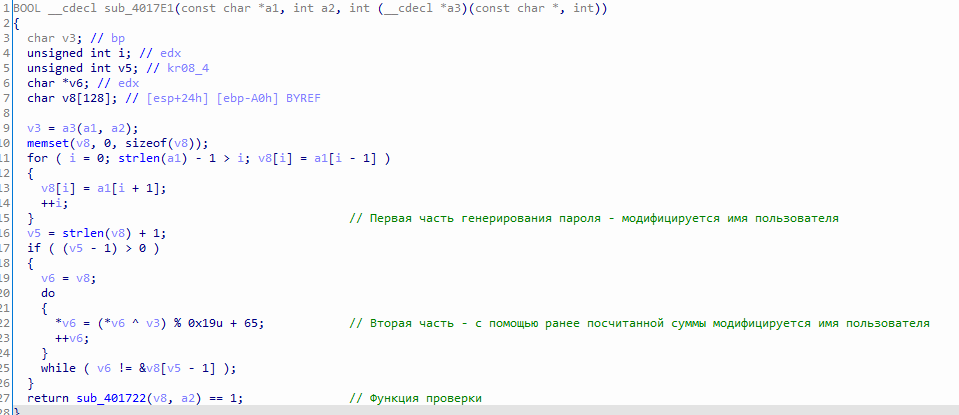 1 BOOL __cdecl sub_4017E1(const char *a1, int a2, int (__cdecl *a3)(const char *, int))
2 {
3   char v3; // bp
4   unsigned int i; // edx
5   unsigned int v5; // kr08_4
6   char *v6; // edx
7   char v8[128]; // [esp+24h] [ebp-A0h] BYREF
8
9   v3 = a3(a1, a2);
10   memset(v8, 0, sizeof(v8));
11   for ( i = 0; strlen(a1) - 1 > i; v8[i] = a1[i - 1] )
12   {
13     v8[i] = a1[i + 1];
14     ++i;
15   }                                          // Первая часть генерирования пароля - модифицируется имя пользователя
16   v5 = strlen(v8) + 1;
17   if ( (v5 - 1) > 0 )
18   {
19     v6 = v8;
20     do
21     {
22       *v6 = (*v6 ^ v3) % 0x19u + 65;         // Вторая часть - с помощью ранее посчитанной суммы модифицируется имя пользователя
23       ++v6;
24     }
25     while ( v6 != &v8[v5 - 1] );
26   }
27   return sub_401722(v8, a2) == 1;            // Функция проверки
28 }